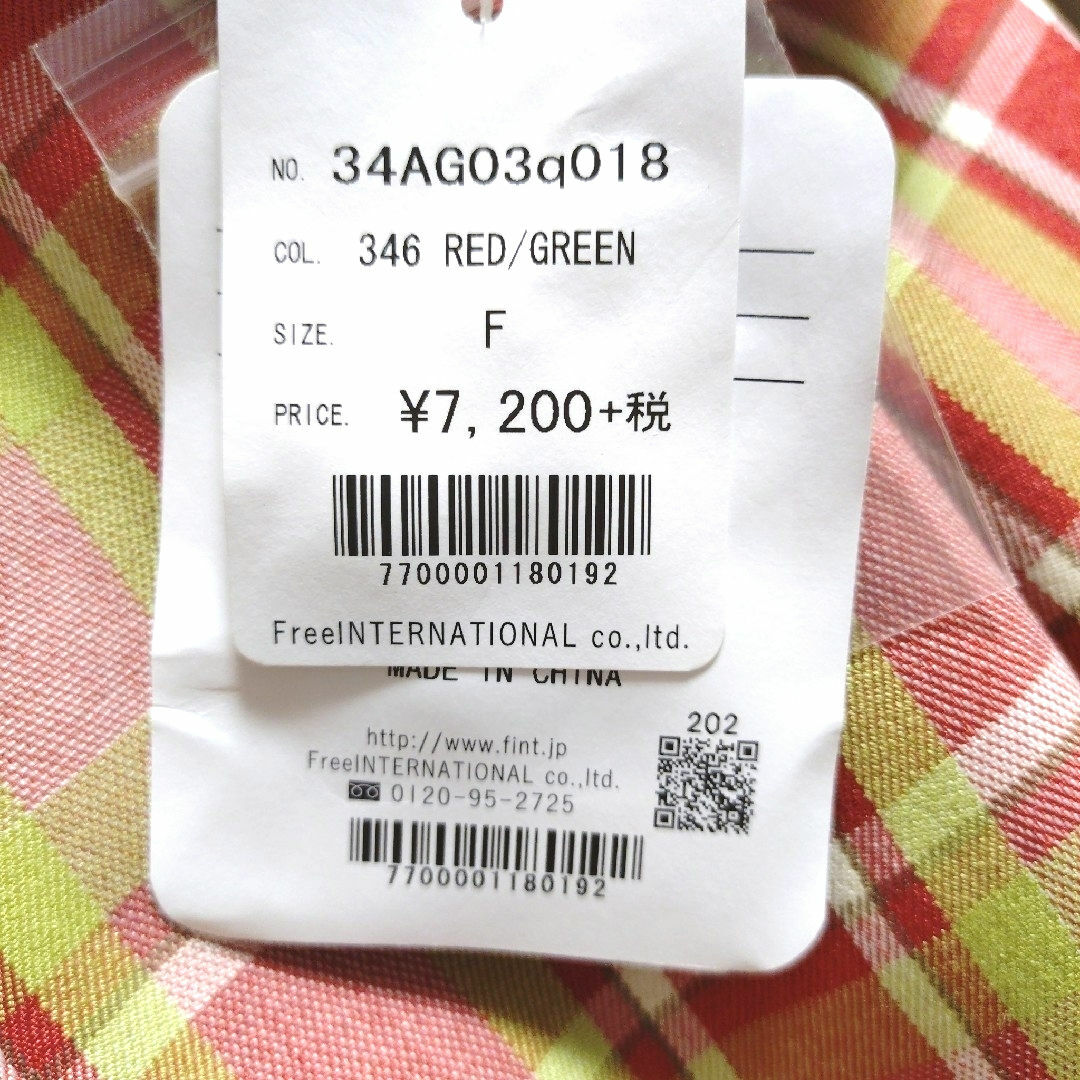 NO. 34AG03q018
COL. 346 RED/GREEN
SIZE. F
PRICE. ¥7,200+税
7700001180192
FreeINTERNATIONAL co.,ltd.
MADE IN CHINA
202
http://www.fint.jp
FreeINTERNATIONAL co.,ltd.
0120-95-2725
7700001180192